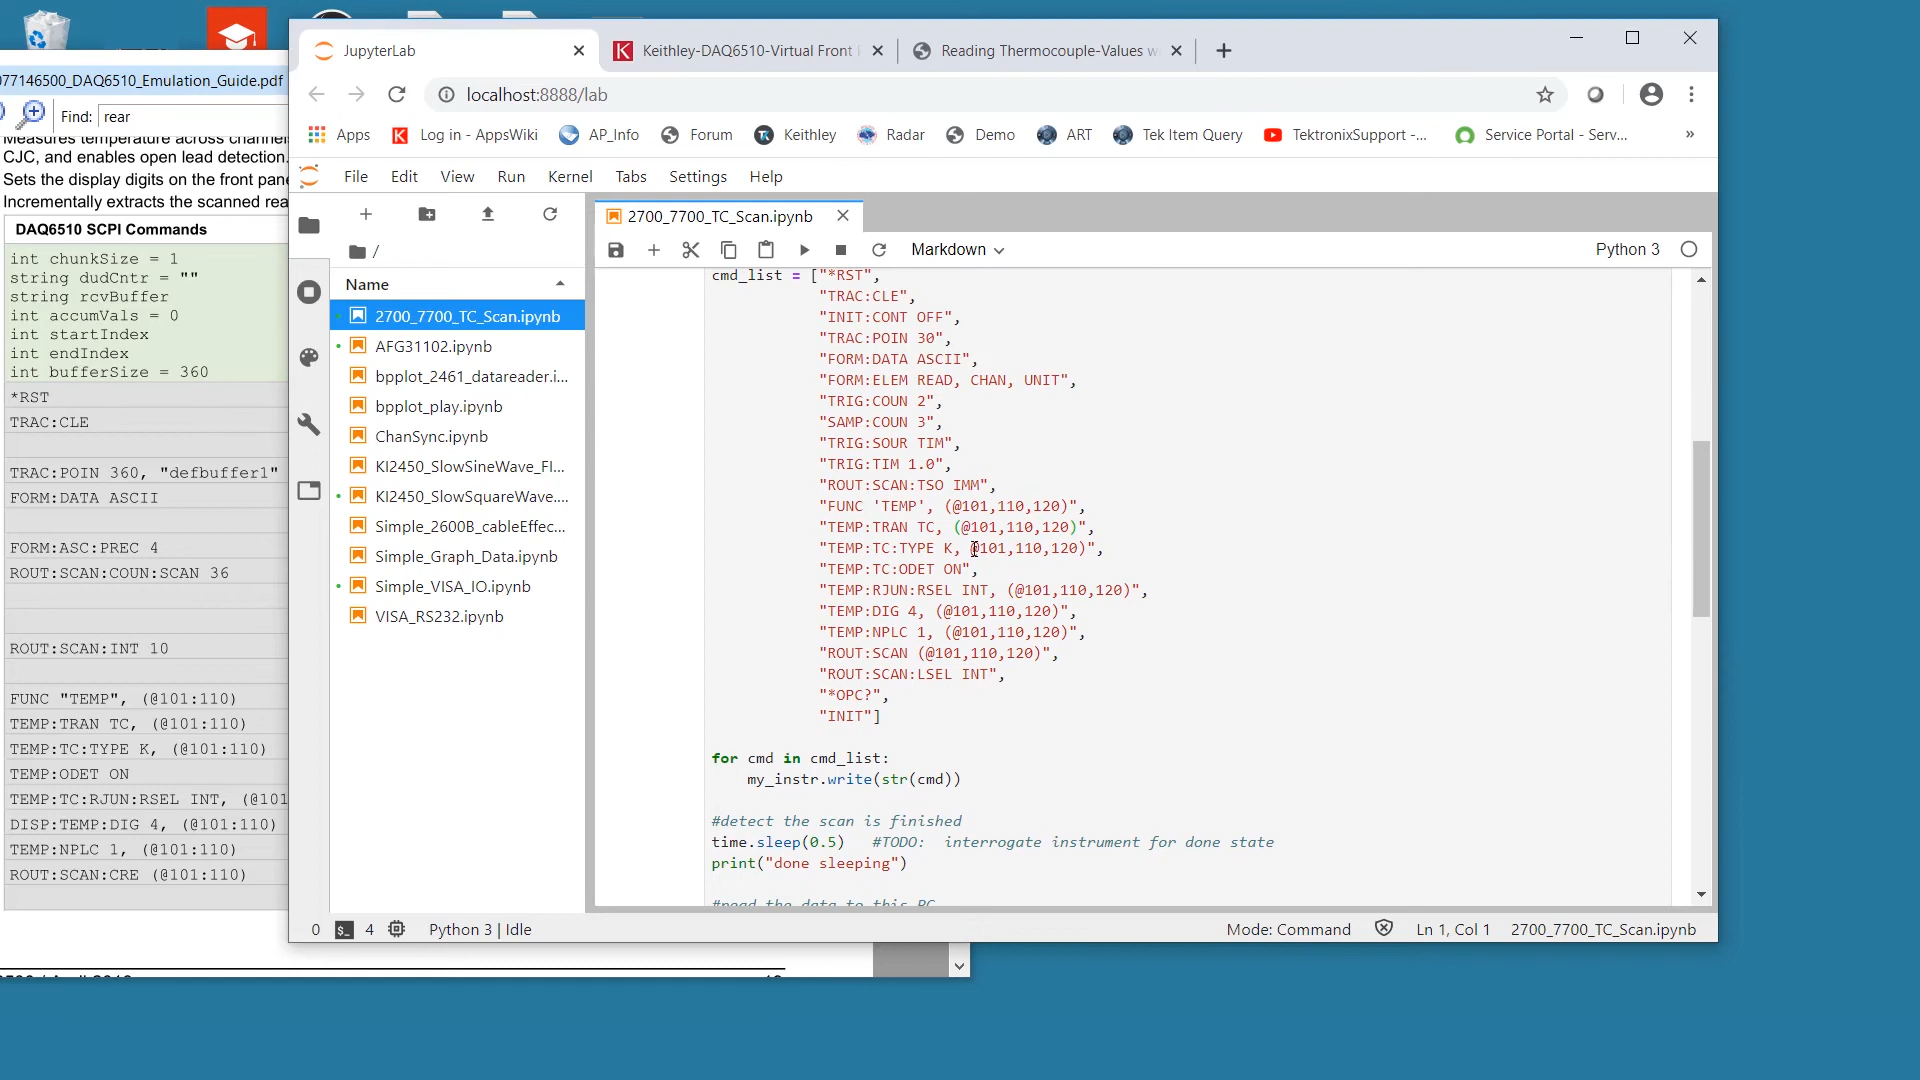 JupyterLab
Keithley-DAQ6510-Virtual Front
Reading Thermocouple-Values w
localhost:8888/lab
Apps
Log in - AppsWiki
AP_Info
Forum
Keithley
Radar
Demo
ART
Tek Item Query
TektronixSupport -...
Service Portal - Serv...
»
File
Edit
View
Run
Kernel
Tabs
Settings
Help
077146500_DAQ6510_Emulation_Guide.pdf
Find: rear
Measures temperature across channel
CJC, and enables open lead detection.
Sets the display digits on the front pane
Incrementally extracts the scanned rea
DAQ6510 SCPI Commands
int chunkSize = 1
string dudCntr = ""
string rcvBuffer
int accumVals = 0
int startIndex
int endIndex
int bufferSize = 360
*RST
TRAC:CLE
TRAC:POIN 360, "defbuffer1"
FORM:DATA ASCII
FORM:ASC:PREC 4
ROUT:SCAN:COUN:SCAN 36
ROUT:SCAN:INT 10
FUNC "TEMP", (@101:110)
TEMP:TRAN TC, (@101:110)
TEMP:TC:TYPE K, (@101:110)
TEMP:ODET ON
TEMP:TC:RJUN:RSEL INT, (@101
DISP:TEMP:DIG 4, (@101:110)
TEMP:NPLC 1, (@101:110)
ROUT:SCAN:CRE (@101:110)
/
Name
2700_7700_TC_Scan.ipynb
AFG31102.ipynb
bpplot_2461_datareader.i...
bpplot_play.ipynb
ChanSync.ipynb
KI2450_SlowSineWave_FI...
KI2450_SlowSquareWave....
Simple_2600B_cableEffec...
Simple_Graph_Data.ipynb
Simple_VISA_IO.ipynb
VISA_RS232.ipynb
2700_7700_TC_Scan.ipynb
Markdown
Python 3
cmd_list = ["*RST",
"TRAC:CLE",
"INIT:CONT OFF",
"TRAC:POIN 30",
"FORM:DATA ASCII",
"FORM:ELEM READ, CHAN, UNIT",
"TRIG:COUN 2",
"SAMP:COUN 3",
"TRIG:SOUR TIM",
"TRIG:TIM 1.0",
"ROUT:SCAN:TSO IMM",
"FUNC 'TEMP', (@101,110,120)",
"TEMP:TRAN TC, (@101,110,120)",
"TEMP:TC:TYPE K, @101,110,120)",
"TEMP:TC:ODET ON",
"TEMP:RJUN:RSEL INT, (@101,110,120)",
"TEMP:DIG 4, (@101,110,120)",
"TEMP:NPLC 1, (@101,110,120)",
"ROUT:SCAN (@101,110,120)",
"ROUT:SCAN:LSEL INT",
"*OPC?",
"INIT"]
for cmd in cmd_list:
my_instr.write(str(cmd))
#detect the scan is finished
time.sleep(0.5) #TODO: interrogate instrument for done state
print("done sleeping")
#read the data to this PC
0
4
Python 3 | Idle
Mode: Command
Ln 1, Col 1
2700_7700_TC_Scan.ipynb